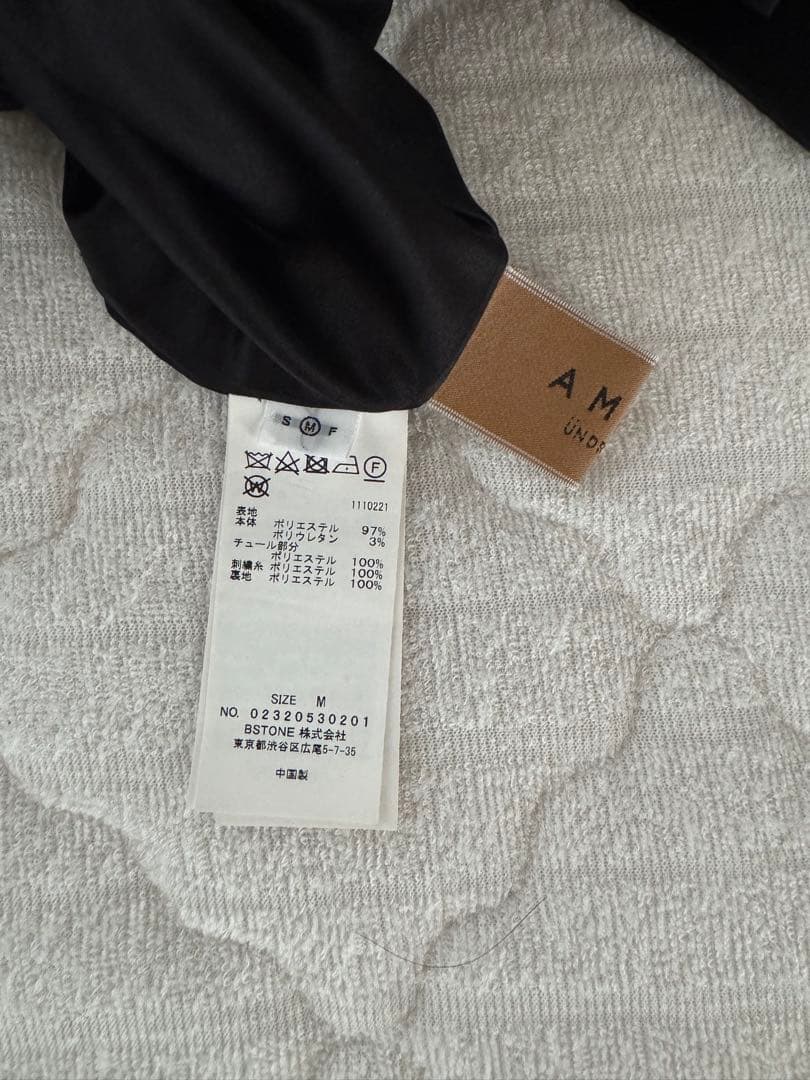 A M
S M F
F
W
1110221
表地
本体 ポリエステル 97%
ポリウレタン 3%
チュール部分
ポリエステル 100%
刺繍糸 ポリエステル 100%
裏地 ポリエステル 100%
SIZE M
NO. 02320530201
BSTONE 株式会社
東京都渋谷区広尾5-7-35
中国製